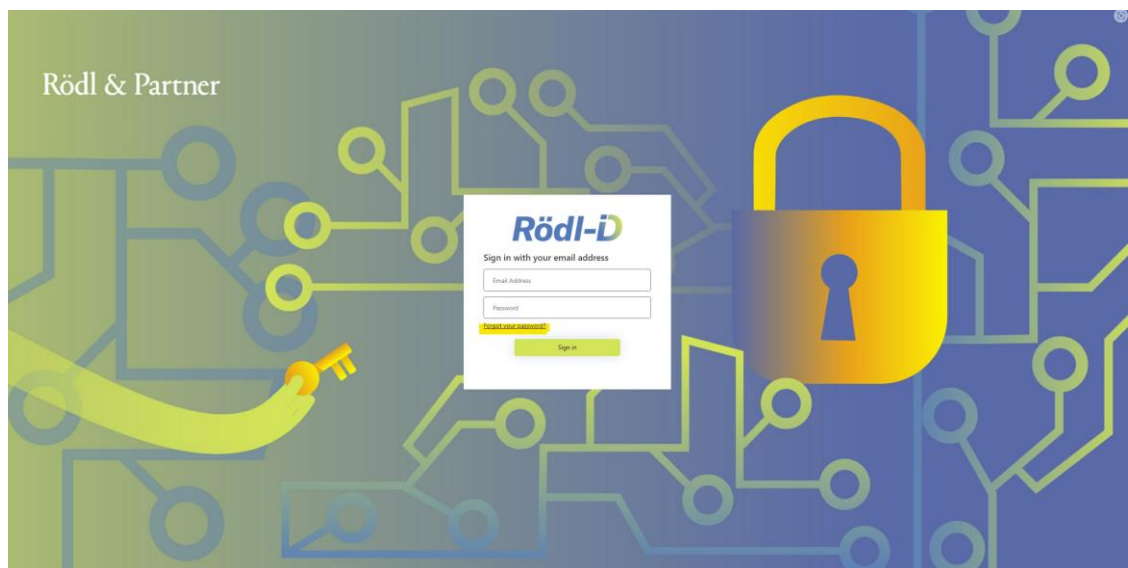 Rödl & Partner
Rödl-iD
Sign in with your email address
Email Address
Password
Forgot your password?
Sign in